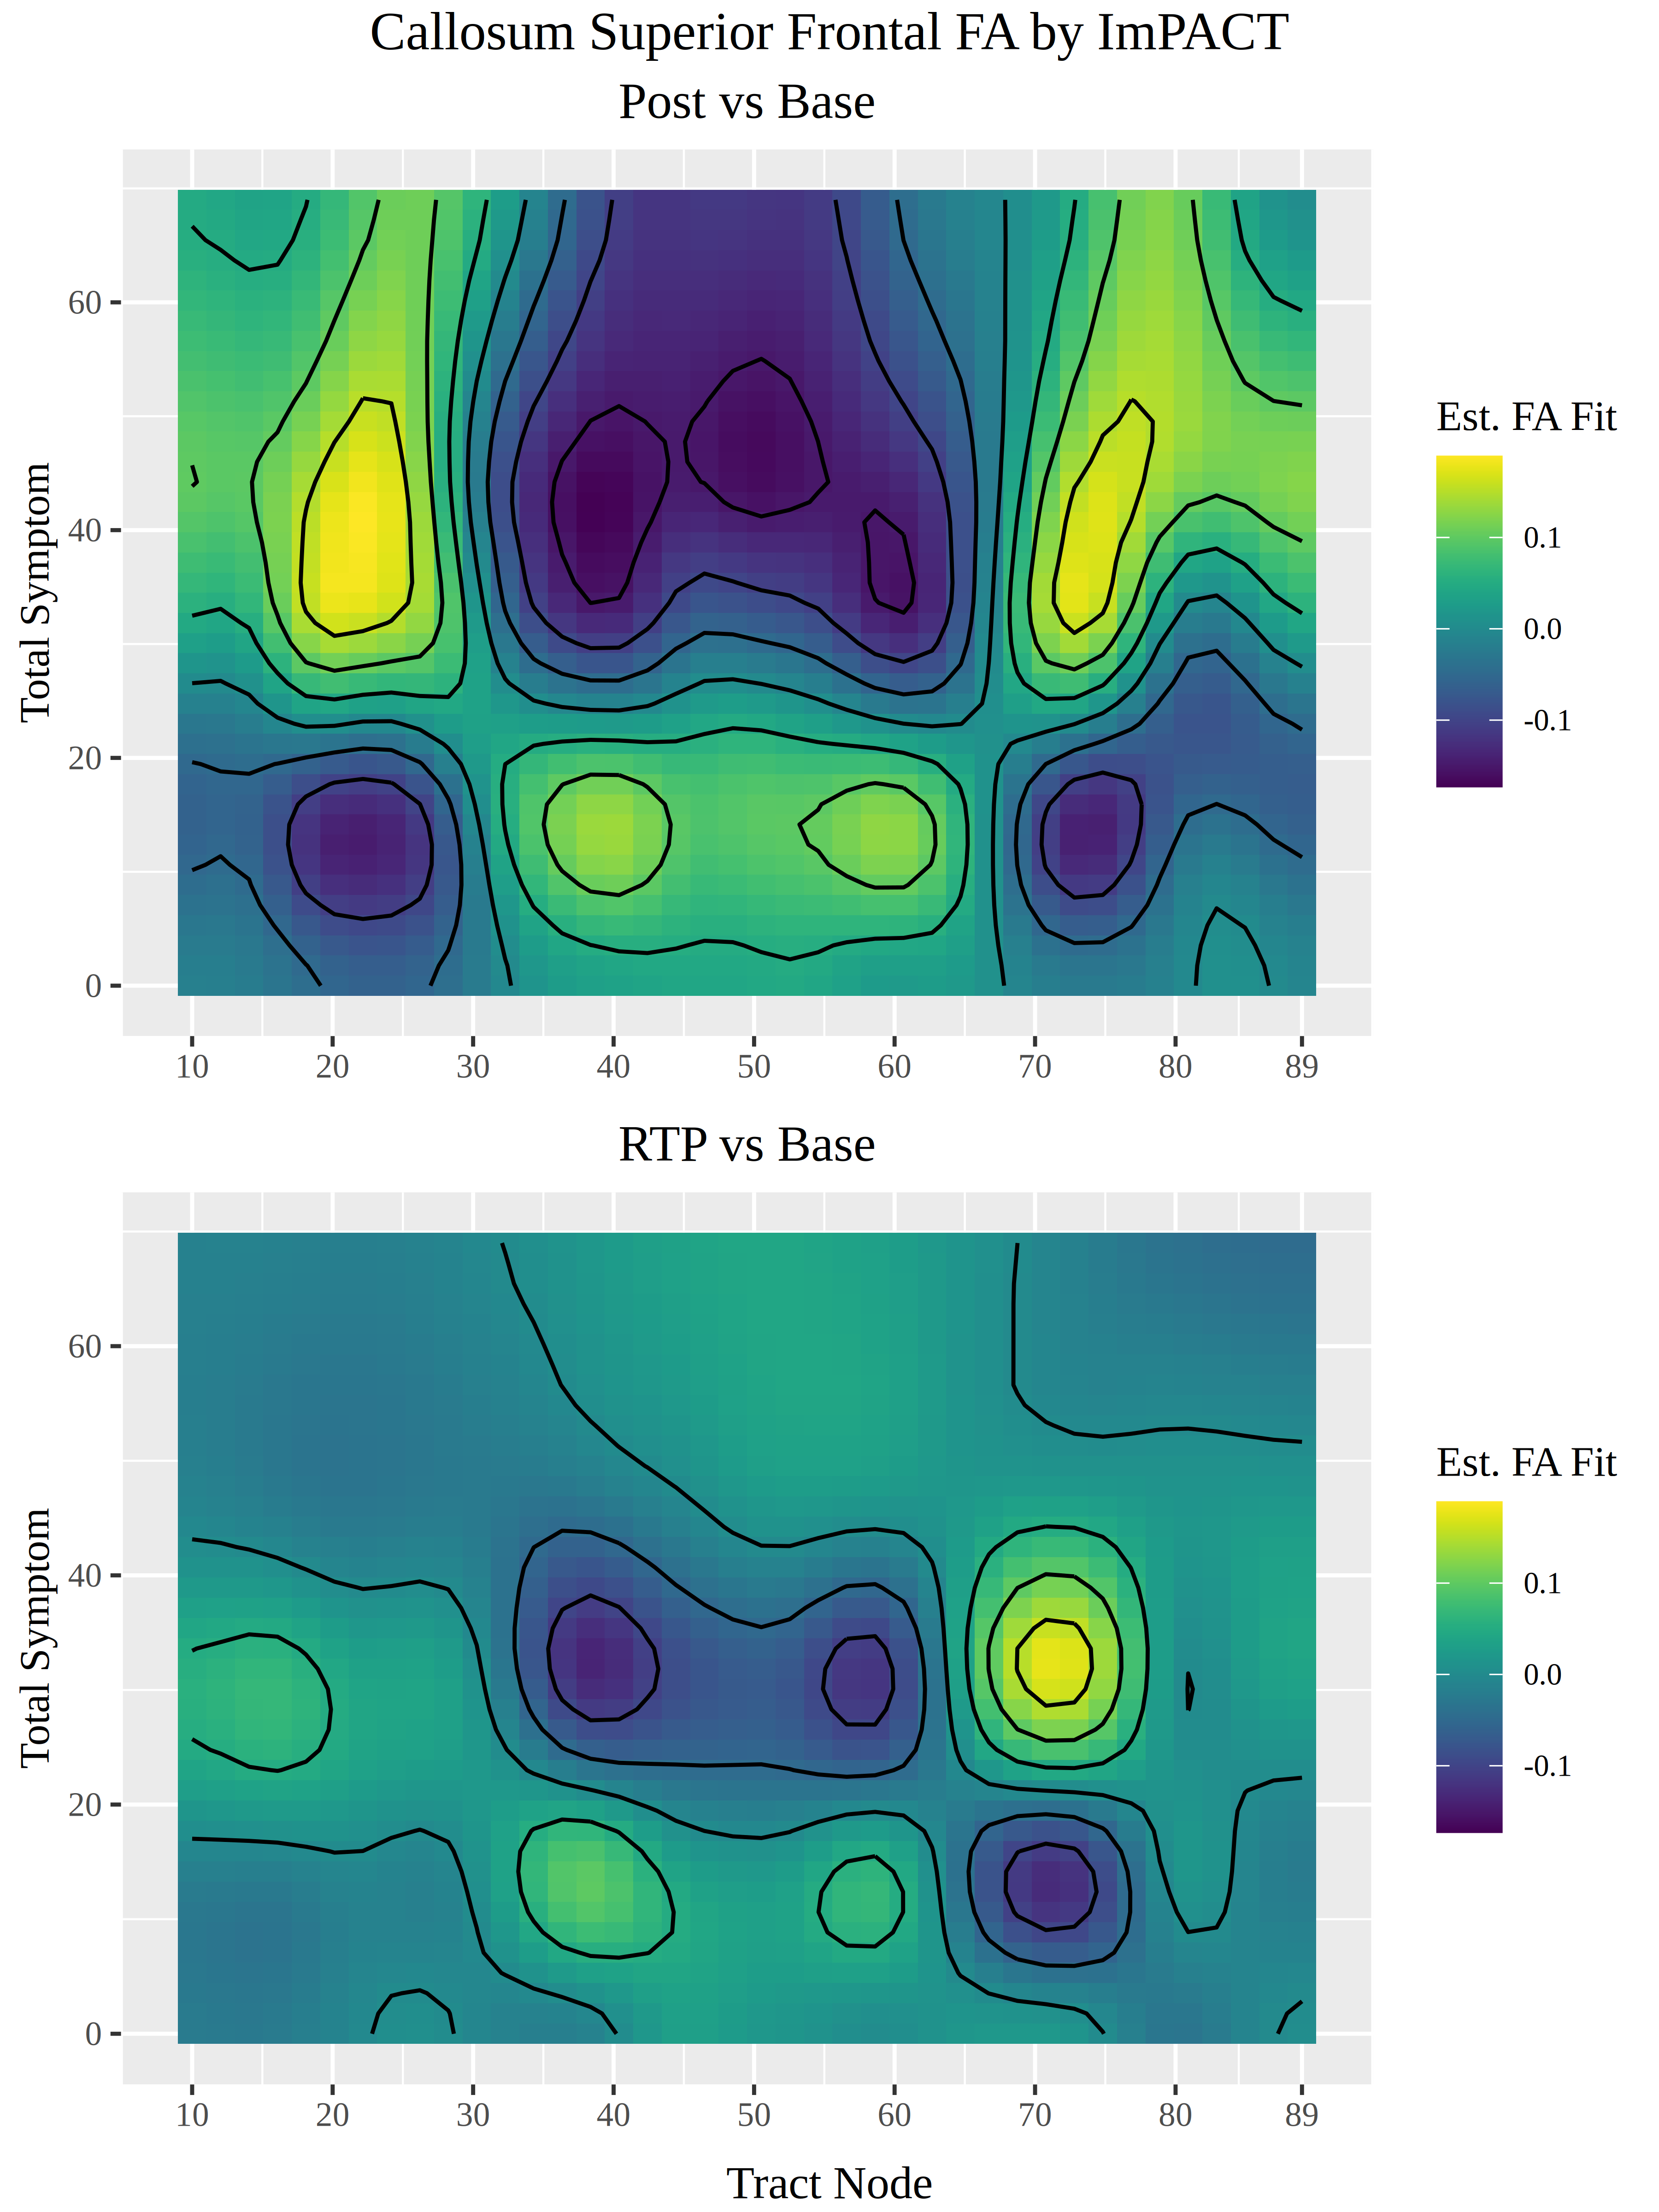 Callosum Superior Frontal FA by ImPACT
Post vs Base
Total Symptom
60
40
20
0
10 20 30 40 50 60 70 80 89
Est. FA Fit
0.1
0.0
-0.1
RTP vs Base
Total Symptom
60
40
20
0
10 20 30 40 50 60 70 80 89
Est. FA Fit
0.1
0.0
-0.1
Tract Node